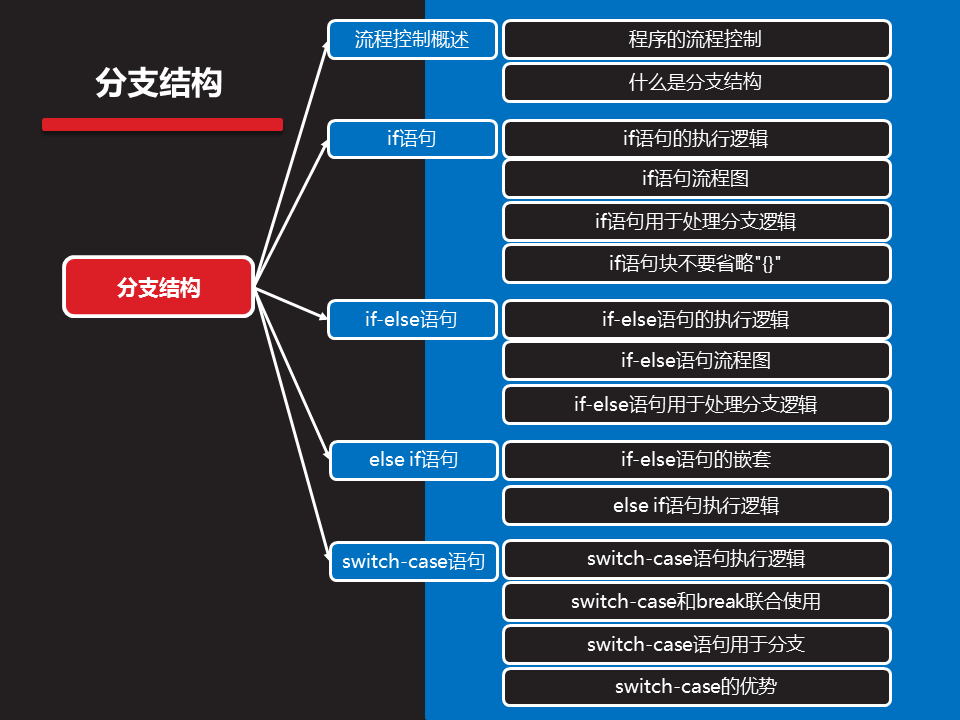 分支结构
分支结构
流程控制概述
程序的流程控制
什么是分支结构
if语句
if语句的执行逻辑
if语句流程图
if语句用于处理分支逻辑
if语句块不要省略"{}"
if-else语句
if-else语句的执行逻辑
if-else语句流程图
if-else语句用于处理分支逻辑
else if语句
if-else语句的嵌套
else if语句执行逻辑
switch-case语句
switch-case语句执行逻辑
switch-case和break联合使用
switch-case语句用于分支
switch-case的优势